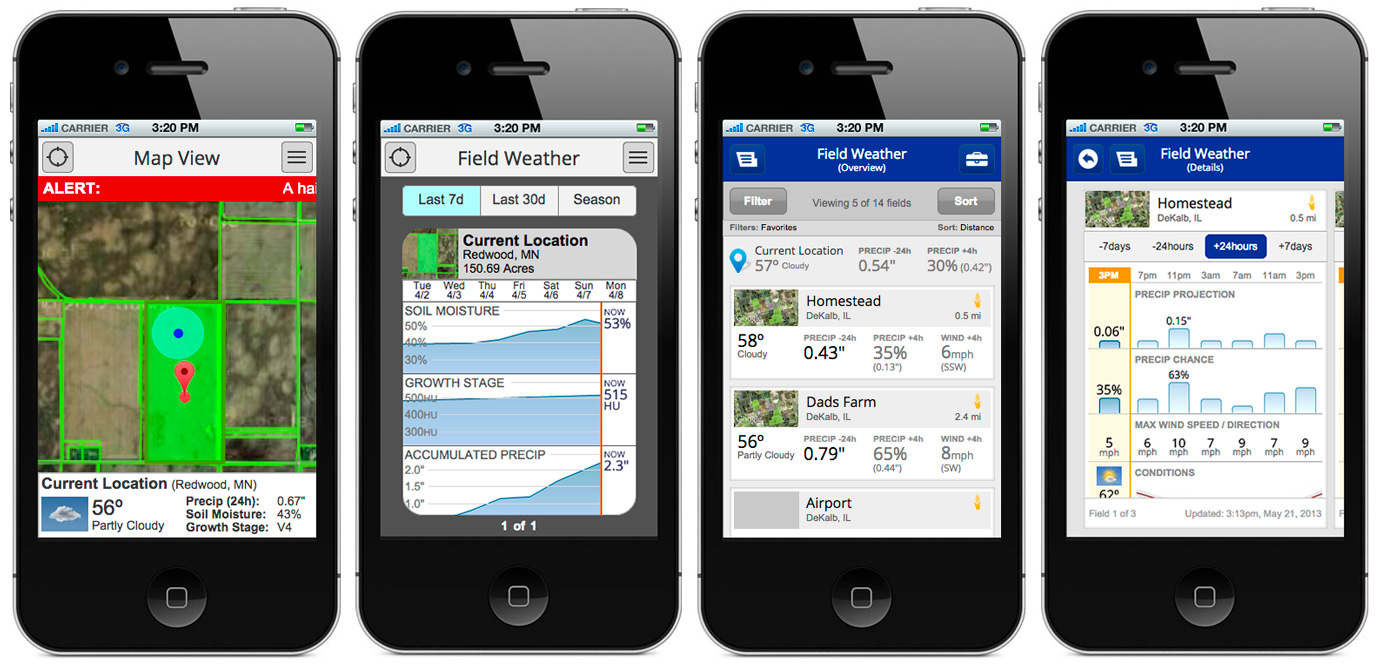 CARRIER 3G 3:20 PM
Map View
ALERT: A hai
Current Location (Redwood, MN)
56º
Partly Cloudy
Precip (24h): 0.67"
Soil Moisture: 43%
Growth Stage: V4
CARRIER 3G 3:20 PM
Field Weather
Last 7d Last 30d Season
Current Location
Redwood, MN
150.69 Acres
Tue Wed Thu Fri Sat Sun Mon
4/2 4/3 4/4 4/5 4/6 4/7 4/8
SOIL MOISTURE
50%
40%
30%
NOW
53%
GROWTH STAGE
500HU
400HU
300HU
NOW
515
HU
ACCUMULATED PRECIP
2.0"
1.5"
1.0"
NOW
2.3"
1 of 1
CARRIER 3G 3:20 PM
Field Weather
(Overview)
Filter Viewing 5 of 14 fields Sort
Filters: Favorites Sort: Distance
Current Location PRECIP -24h PRECIP +4h
57º Cloudy 0.54" 30% (0.42")
Homestead
DeKalb, IL 0.5 mi
58º
Cloudy
PRECIP -24h PRECIP +4h WIND +4h
0.43" 35% 6mph
(0.13") (SSW)
Dads Farm
DeKalb, IL 2.4 mi
56º
Partly Cloudy
PRECIP -24h PRECIP +4h WIND +4h
0.79" 65% 8mph
(0.44") (SW)
Airport
DeKalb, IL
CARRIER 3G 3:20 PM
Field Weather
(Details)
Homestead
DeKalb, IL 0.5 mi
-7days -24hours +24hours +7days
3PM 7pm 11pm 3am 7am 11am 3pm
PRECIP PROJECTION
0.06" 0.15"
PRECIP CHANCE
35% 63%
MAX WIND SPEED / DIRECTION
5 6 10 7 9 7 9
mph mph mph mph mph mph mph
CONDITIONS
62º
Field 1 of 3 Updated: 3:13pm, May 21, 2013
F